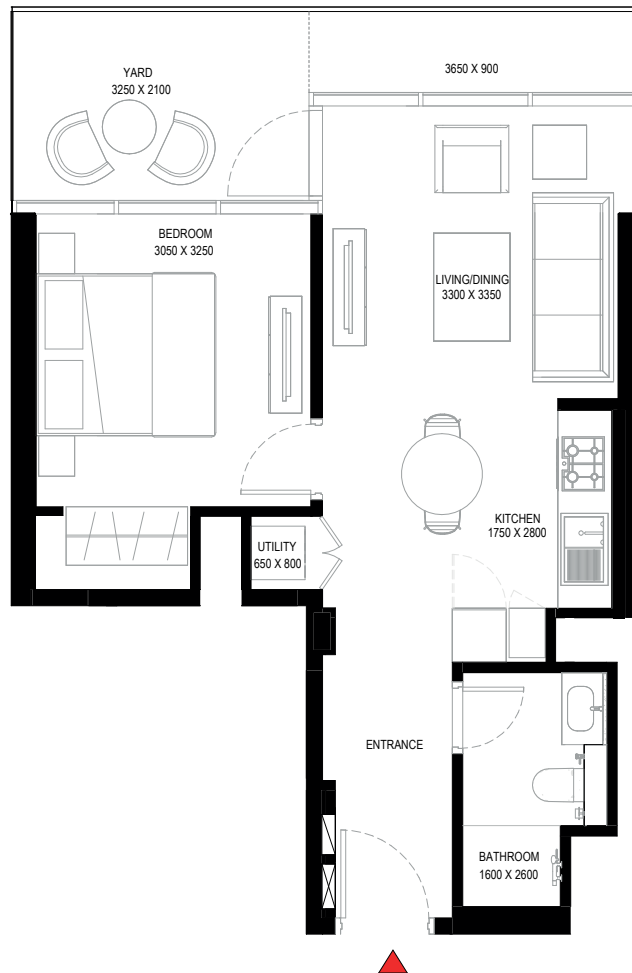 YARD
3250 X 2100
3650 X 900
BEDROOM
3050 X 3250
LIVING/DINING
3300 X 3350
KITCHEN
1750 X 2800
UTILITY
650 X 800
ENTRANCE
BATHROOM
1600 X 2600